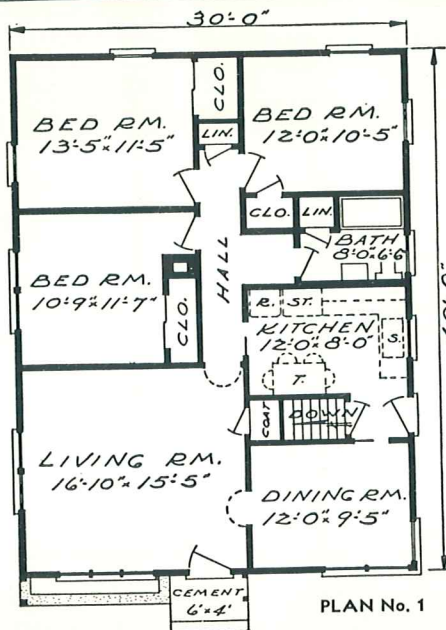 30'-0"
BED RM.
13'-5" x 11'-5"
CLO.
LIN.
BED RM.
12'-0" x 10'-5"
CLO.
LIN.
BATH
8'-0" x 6'-6"
HALL
BED RM.
10'-9" x 11'-7"
CLO.
R.
ST.
KITCHEN
12'-0" x 8'-0"
S.
T.
COAT
DOWN
LIVING RM.
16'-10" x 15'-5"
DINING RM.
12'-0" x 9'-5"
CEMENT
6' x 4'
PLAN No. 1